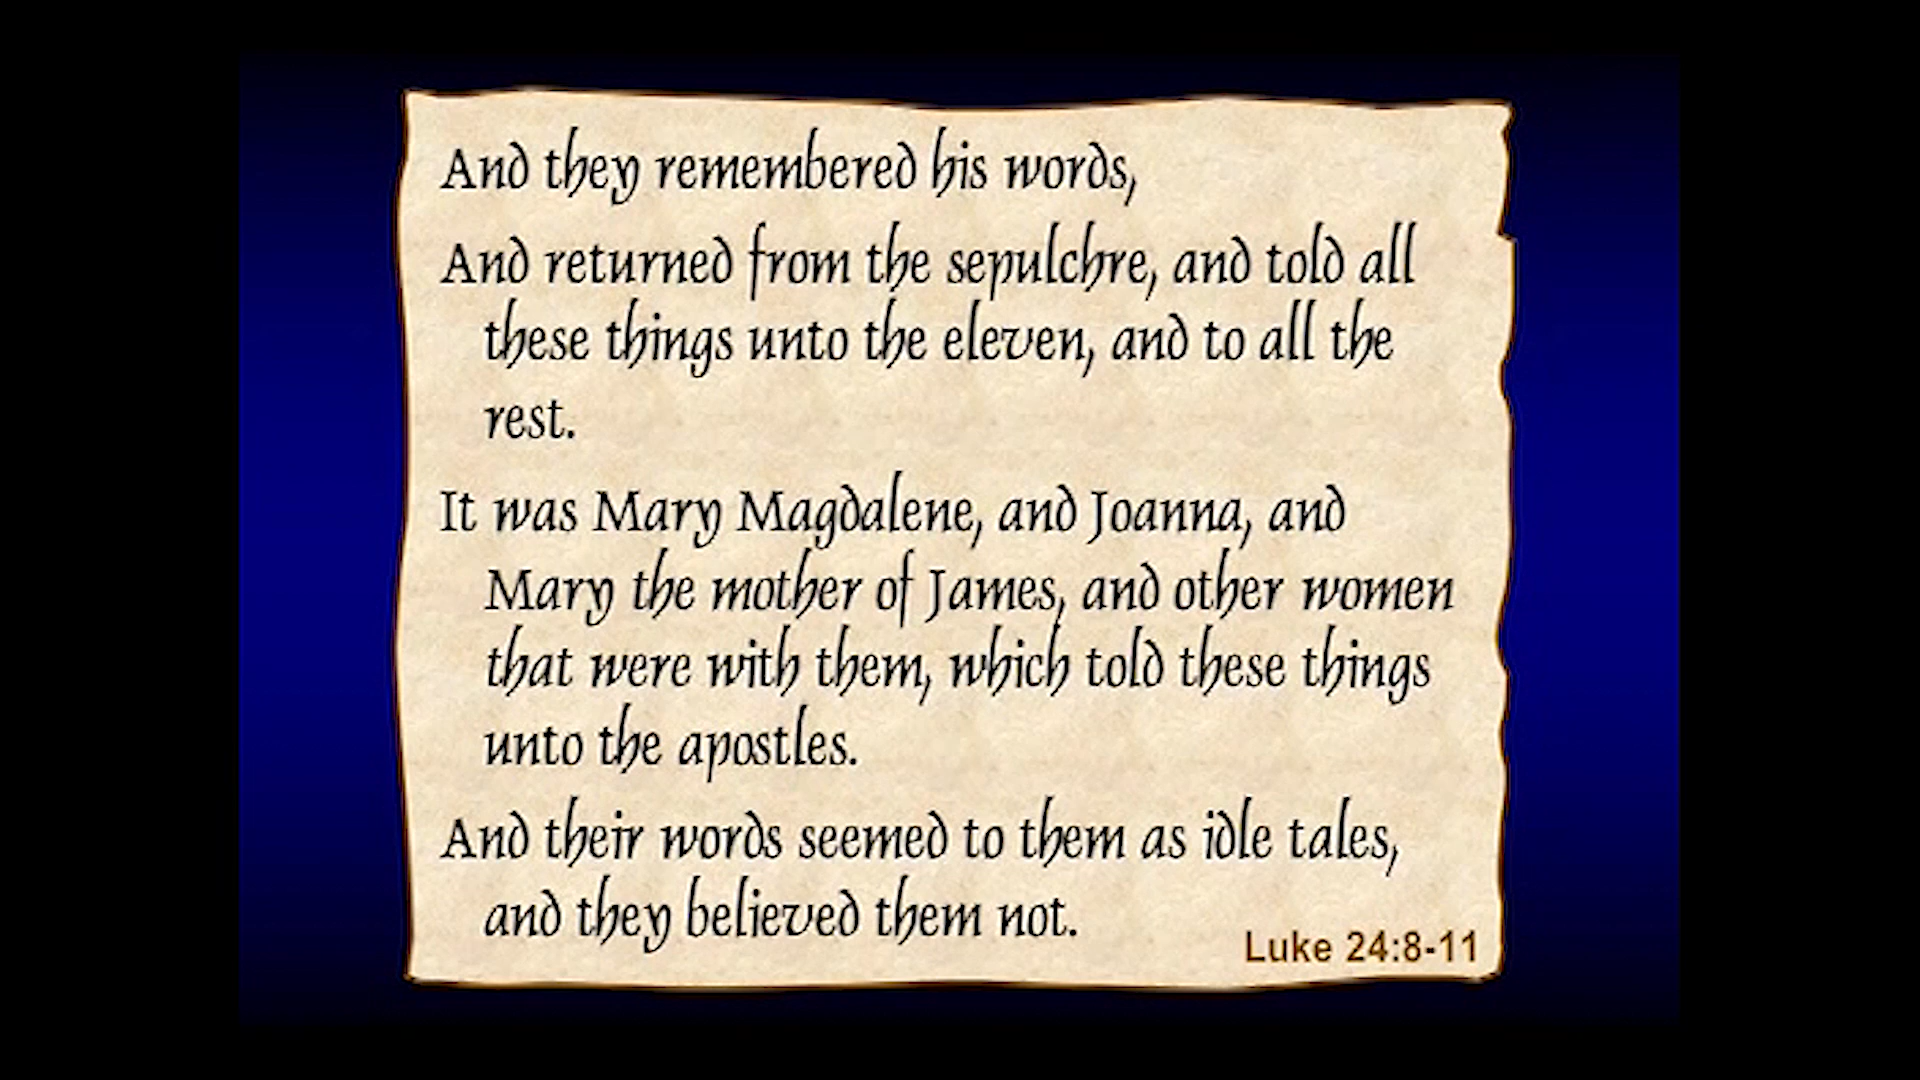 And they remembered his words,
And returned from the sepulchre, and told all
these things unto the eleven, and to all the
rest.
It was Mary Magdalene, and Joanna, and
Mary the mother of James, and other women
that were with them, which told these things
unto the apostles.
And their words seemed to them as idle tales,
and they believed them not.
Luke 24:8-11